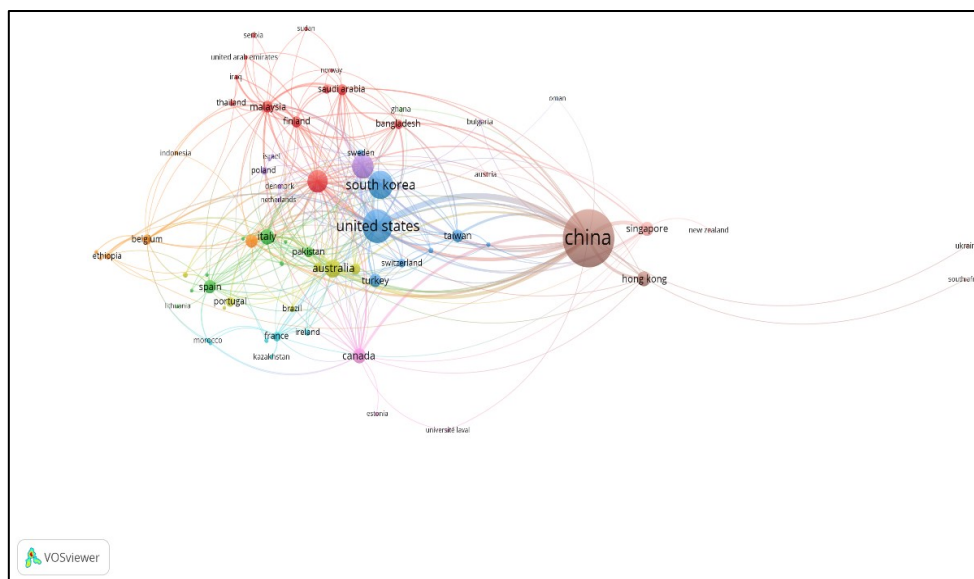 sudan
serbia
united arab emirates
norway
iraq
saudi arabia
oman
thailand
malaysia
ghana
finland
bangladesh
bulgaria
indonesia
israel
sweden
poland
austria
denmark
south korea
netherlands
united states
china
singapore
new zealand
belgium
italy
taiwan
ukrain
ethiopia
pakistan
switzerland
australia
turkey
hong kong
southafr
spain
portugal
lithuania
brazil
morocco
france
ireland
kazakhstan
canada
estonia
université laval
VOSviewer